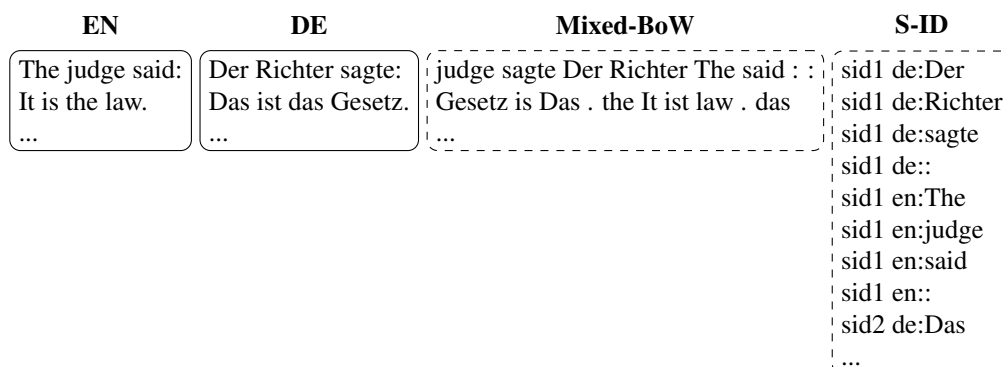 EN DE Mixed-BoW S-ID
The judge said:
It is the law.
...
Der Richter sagte:
Das ist das Gesetz.
...
judge sagte Der Richter The said : :
Gesetz is Das . the It ist law . das
...
sid1 de:Der
sid1 de:Richter
sid1 de:sagte
sid1 de::
sid1 en:The
sid1 en:judge
sid1 en:said
sid1 en::
sid2 de:Das
...